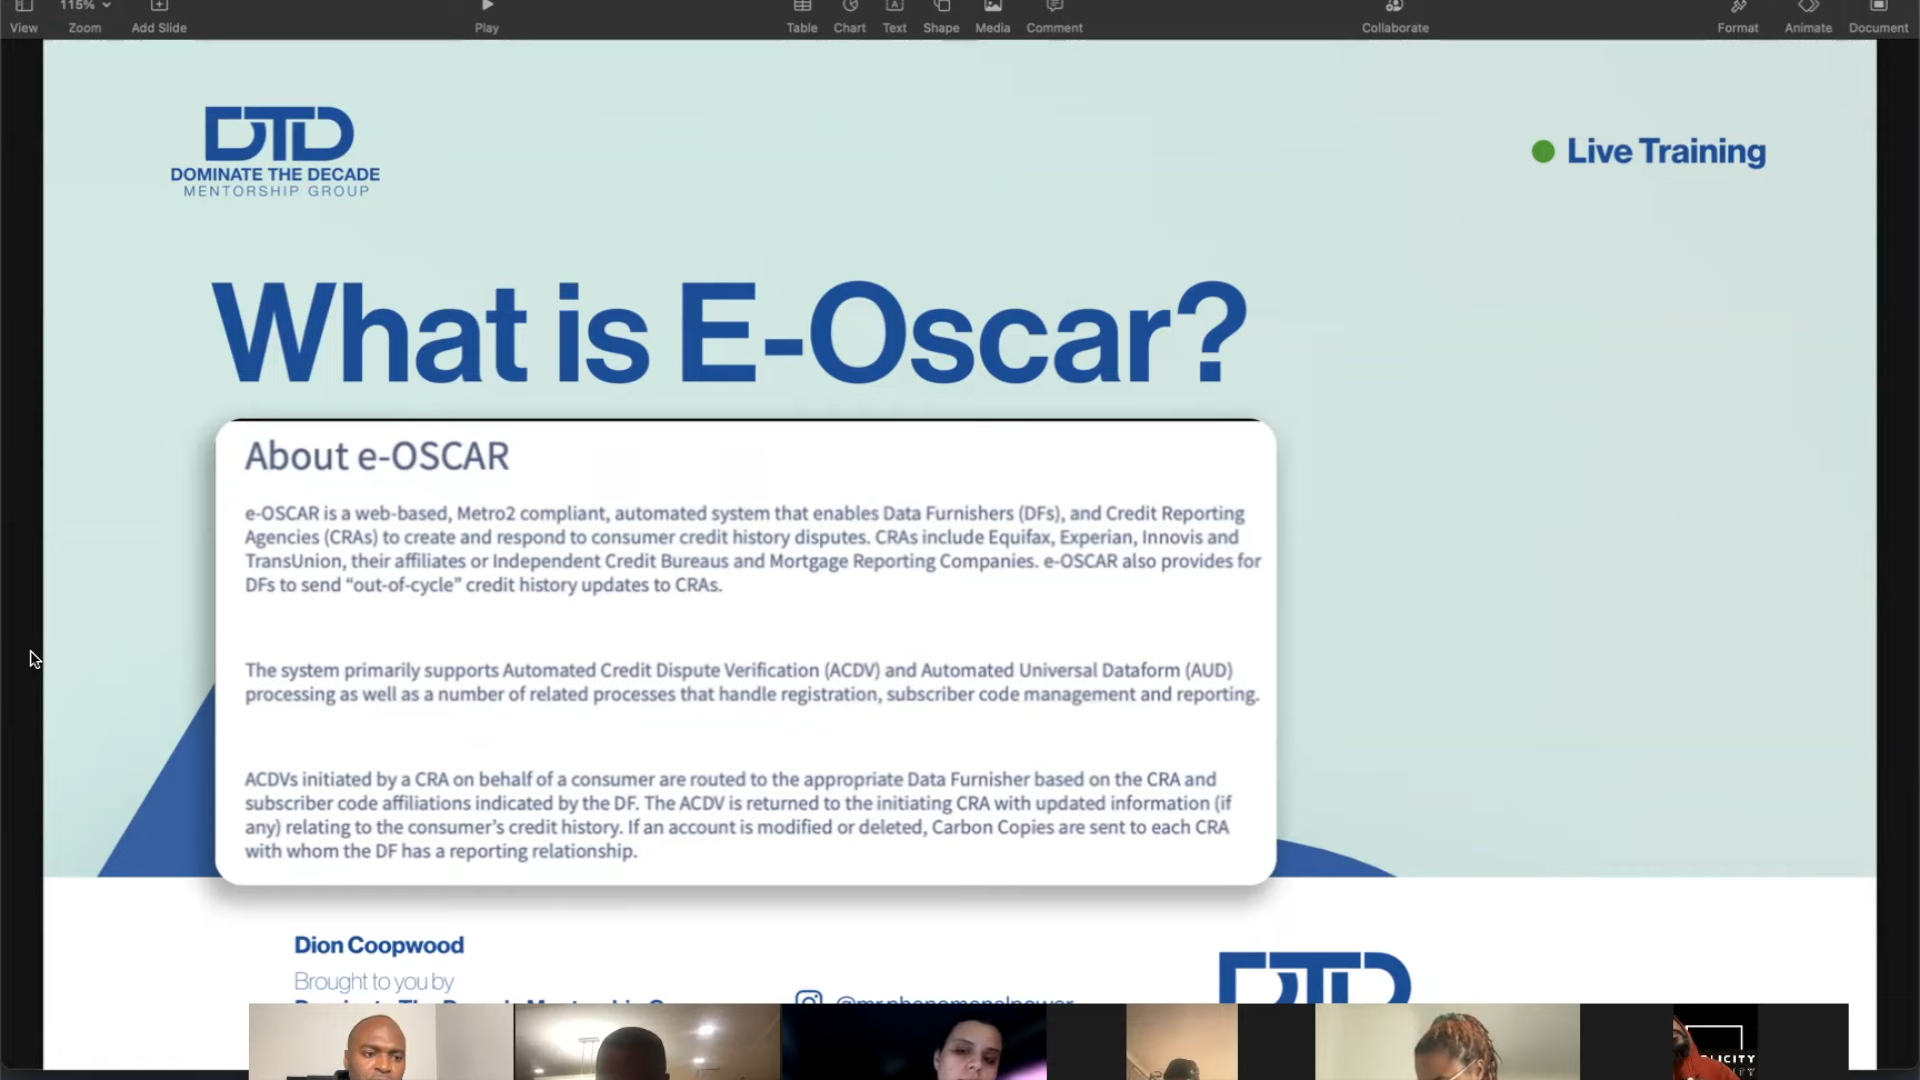 115%
View
Zoom
Add Slide
Play
Table
Chart
Text
Shape
Media
Comment
Collaborate
Format
Animate
Document
DTD
DOMINATE THE DECADE
MENTORSHIP GROUP
Live Training
What is E-Oscar?
About e-OSCAR
e-OSCAR is a web-based, Metro2 compliant, automated system that enables Data Furnishers (DFs), and Credit Reporting
Agencies (CRAs) to create and respond to consumer credit history disputes. CRAs include Equifax, Experian, Innovis and
TransUnion, their affiliates or Independent Credit Bureaus and Mortgage Reporting Companies. e-OSCAR also provides for
DFs to send “out-of-cycle” credit history updates to CRAs.
The system primarily supports Automated Credit Dispute Verification (ACDV) and Automated Universal Dataform (AUD)
processing as well as a number of related processes that handle registration, subscriber code management and reporting.
ACDVs initiated by a CRA on behalf of a consumer are routed to the appropriate Data Furnisher based on the CRA and
subscriber code affiliations indicated by the DF. The ACDV is returned to the initiating CRA with updated information (if
any) relating to the consumer’s credit history. If an account is modified or deleted, Carbon Copies are sent to each CRA
with whom the DF has a reporting relationship.
Dion Coopwood
Brought to you by
DTD